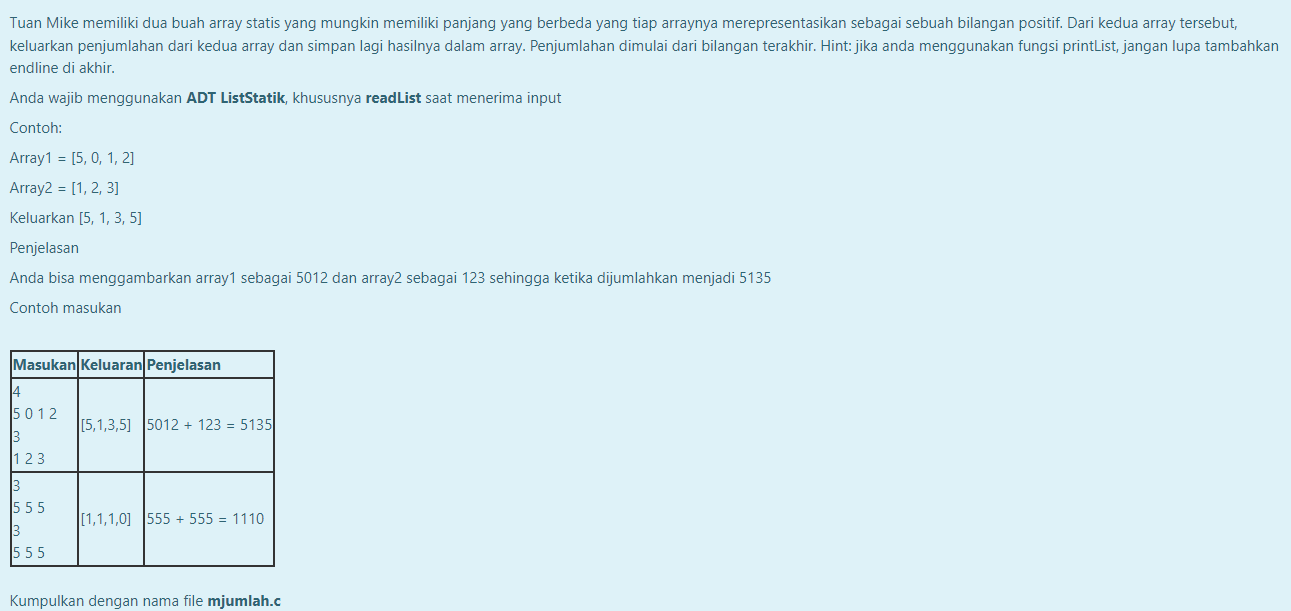 Tuan Mike memiliki dua buah array statis yang mungkin memiliki panjang yang berbeda yang tiap arraynya merepresentasikan sebagai sebuah bilangan positif. Dari kedua array tersebut,
keluarkan penjumlahan dari kedua array dan simpan lagi hasilnya dalam array. Penjumlahan dimulai dari bilangan terakhir. Hint: jika anda menggunakan fungsi printList, jangan lupa tambahkan
endline di akhir.
Anda wajib menggunakan ADT ListStatik, khususnya readList saat menerima input
Contoh:
Array1 = [5, 0, 1, 2]
Array2 = [1, 2, 3]
Keluarkan [5, 1, 3, 5]
Penjelasan
Anda bisa menggambarkan array1 sebagai 5012 dan array2 sebagai 123 sehingga ketika dijumlahkan menjadi 5135
Contoh masukan
Masukan Keluaran Penjelasan
4
5 0 1 2
3
1 2 3
[5,1,3,5]
5012 + 123 = 5135
3
5 5 5
3
5 5 5
[1,1,1,0]
555 + 555 = 1110
Kumpulkan dengan nama file mjumlah.c